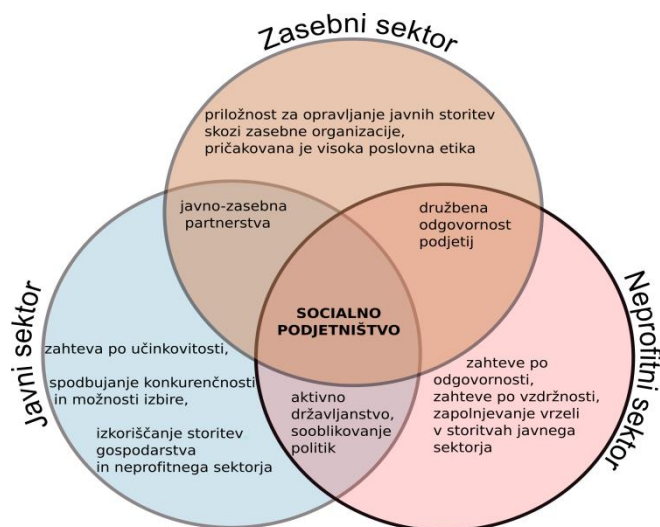 Zasebni sektor
priložnost za opravljanje javnih storitev
skozi zasebne organizacije,
pričakovana je visoka poslovna etika
javno-zasebna
partnerstva
družbena
odgovornost
podjetij
Javni sektor
Neprofitni sektor
SOCIALNO
PODJETNIŠTVO
zahteva po učinkovitosti,
spodbujanje konkurenčnosti
in možnosti izbire,
izkoriščanje storitev
gospodarstva
in neprofitnega sektorja
aktivno
državljanstvo,
sooblikovanje
politik
zahteve po
odgovornosti,
zahteve po vzdržnosti,
zapolnjevanje vrzeli
v storitvah javnega
sektorja